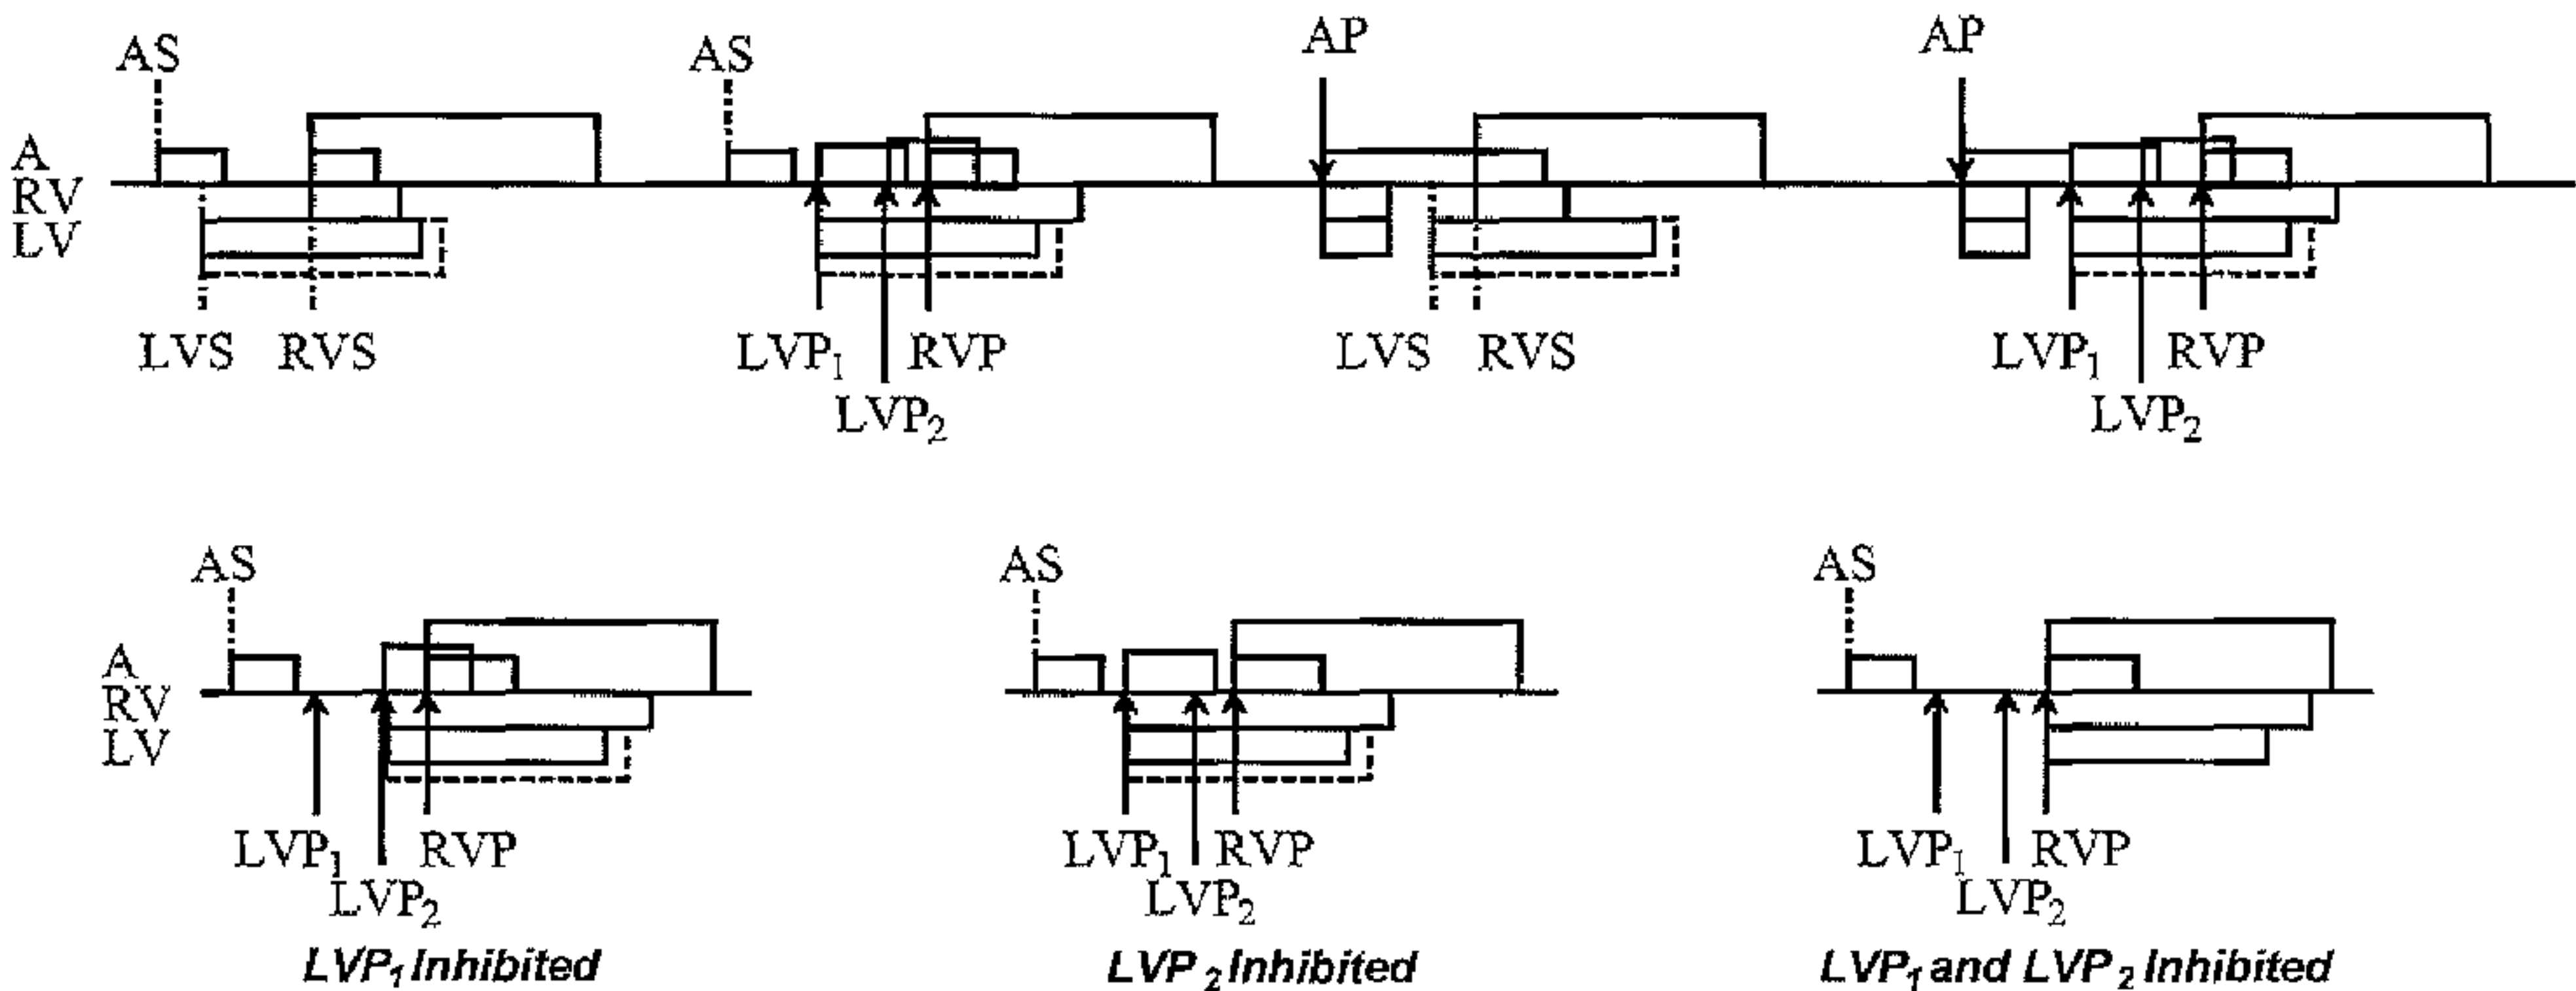 AS AS AP AP
A
RV
LV
LVS RVS LVP₁ RVP LVS RVS LVP₁ RVP
LVP₂ LVP₂
AS AS AS
A
RV
LV
LVP₁ RVP LVP₁ RVP LVP₁ RVP
LVP₂ LVP₂ LVP₂
LVP₁ Inhibited LVP₂ Inhibited LVP₁ and LVP₂ Inhibited